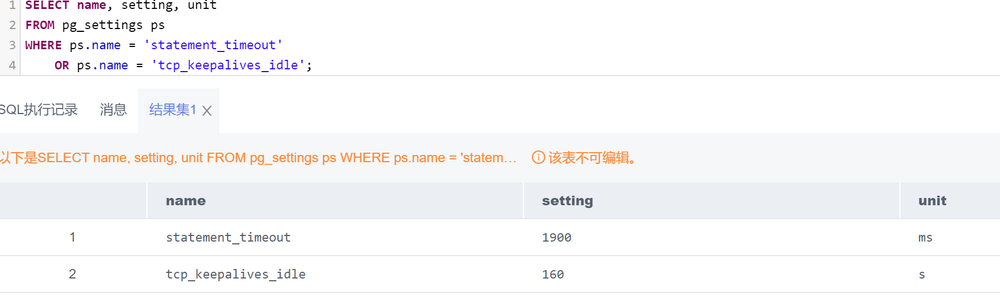 1 SELECT name, setting, unit
2 FROM pg_settings ps
3 WHERE ps.name = 'statement_timeout'
4 OR ps.name = 'tcp_keepalives_idle';
SQL执行记录 消息 结果集1 X
以下是SELECT name, setting, unit FROM pg_settings ps WHERE ps.name = 'statem... 该表不可编辑。
name setting unit
1 statement_timeout 1900 ms
2 tcp_keepalives_idle 160 s